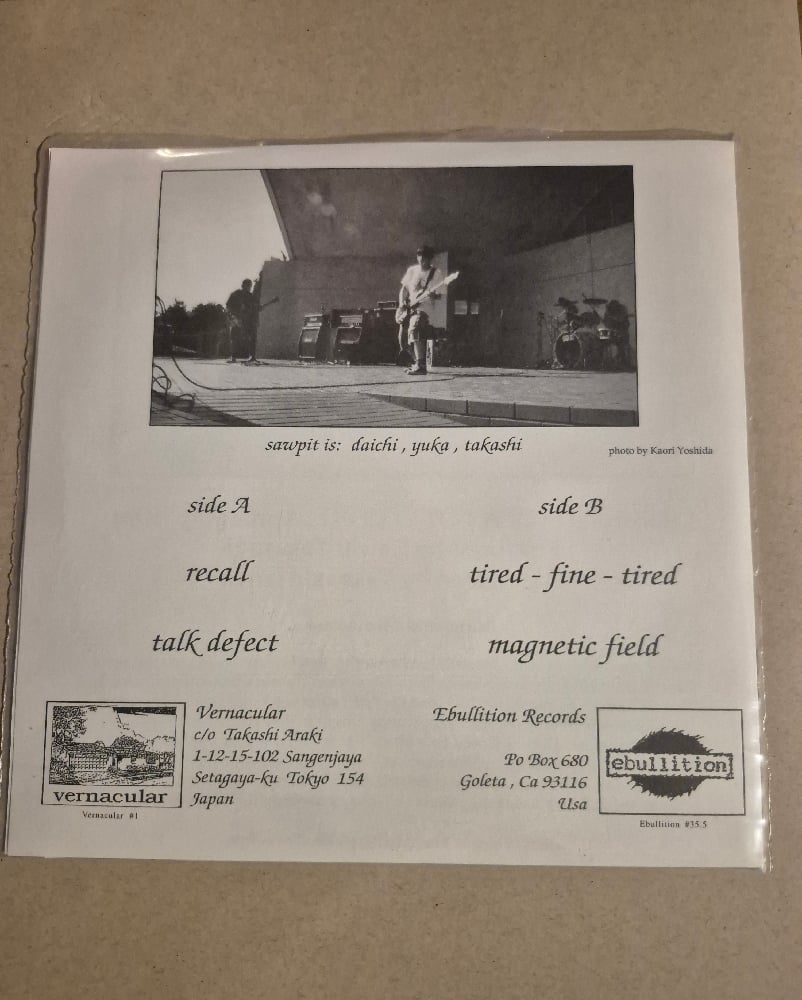 sawpit is: daichi , yuka , takashi
photo by Kaori Yoshida
side A
recall
talk defect
side B
tired - fine - tired
magnetic field
vernacular
Vernacular #1
Vernacular
c/o Takashi Araki
1-12-15-102 Sangenjaya
Setagaya-ku Tokyo 154
Japan
Ebullition Records
Po Box 680
Goleta , Ca 93116
Usa
ebullition
Ebullition #35.5